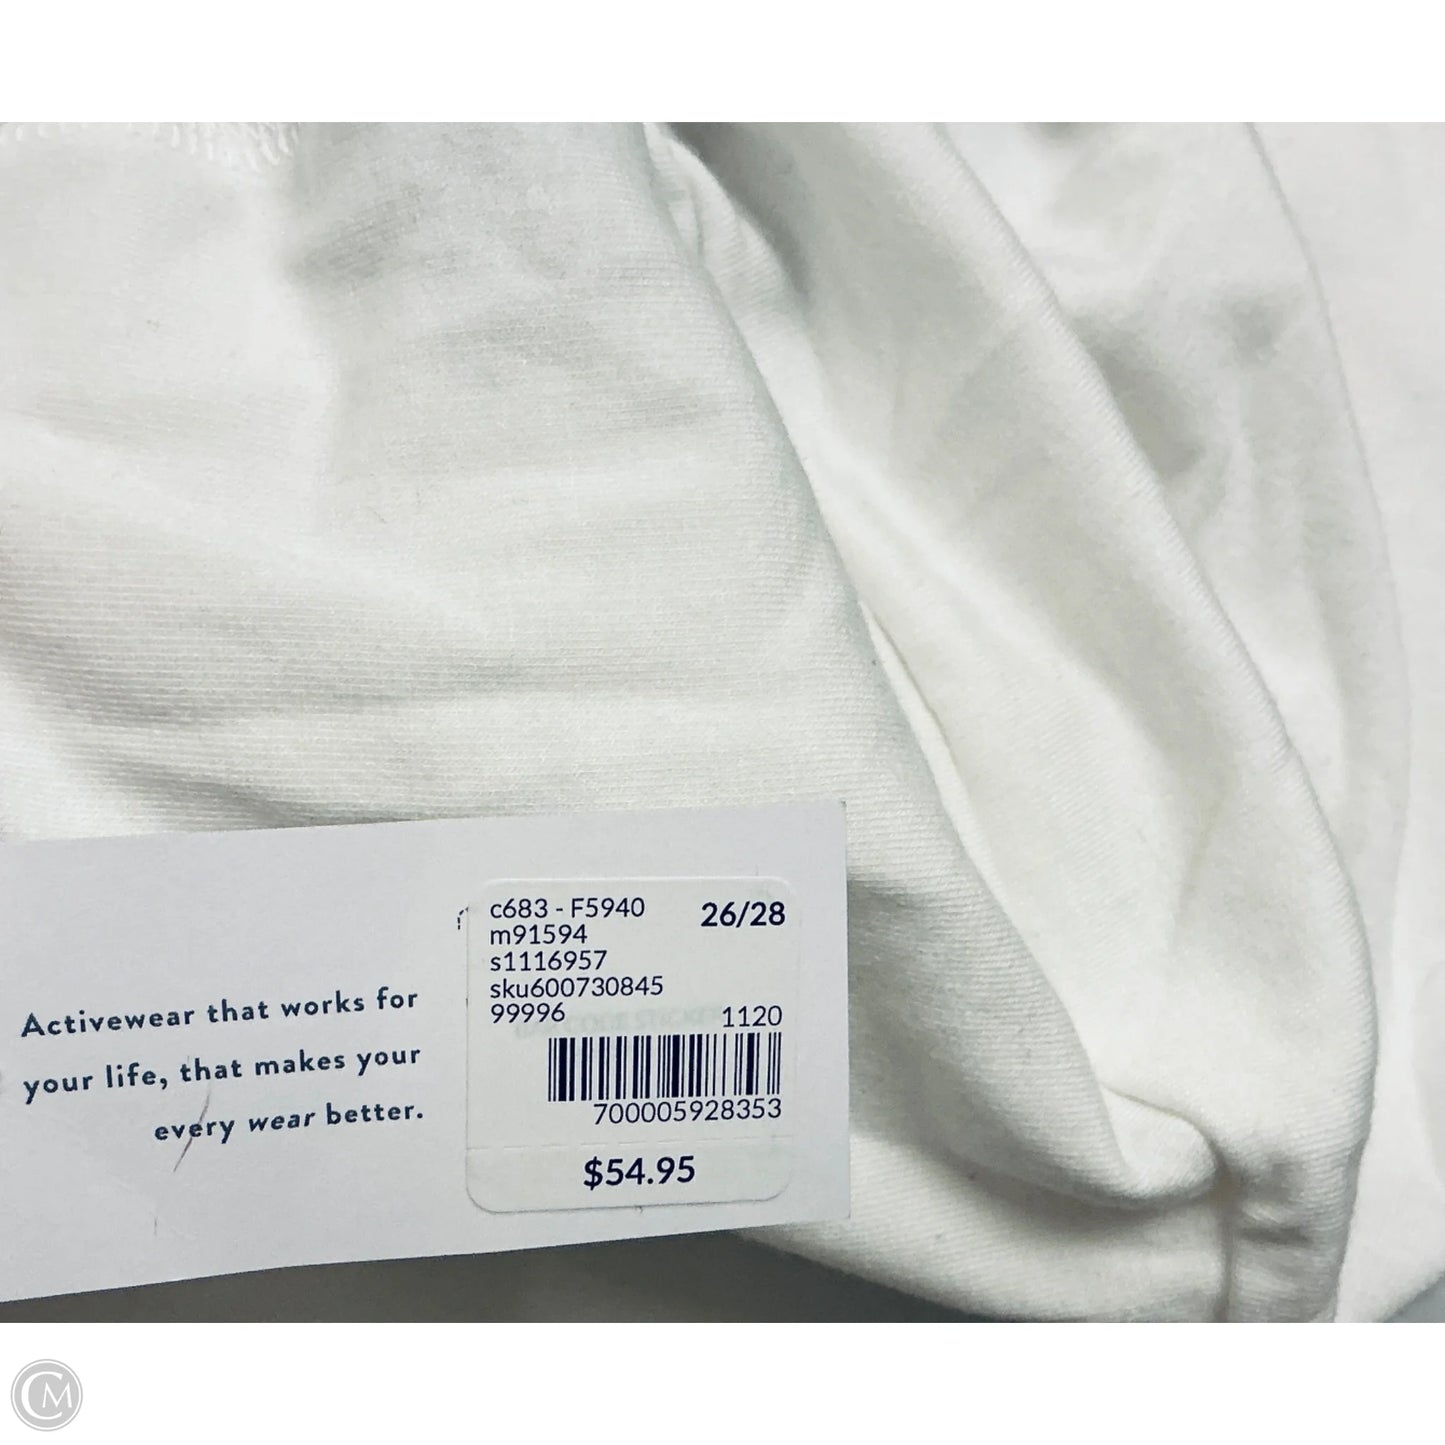 Activewear that works for
your life, that makes your
every wear better.
c683 - F5940
26/28
m91594
s1116957
sku600730845
99996
1120
700005928353
$54.95
CM